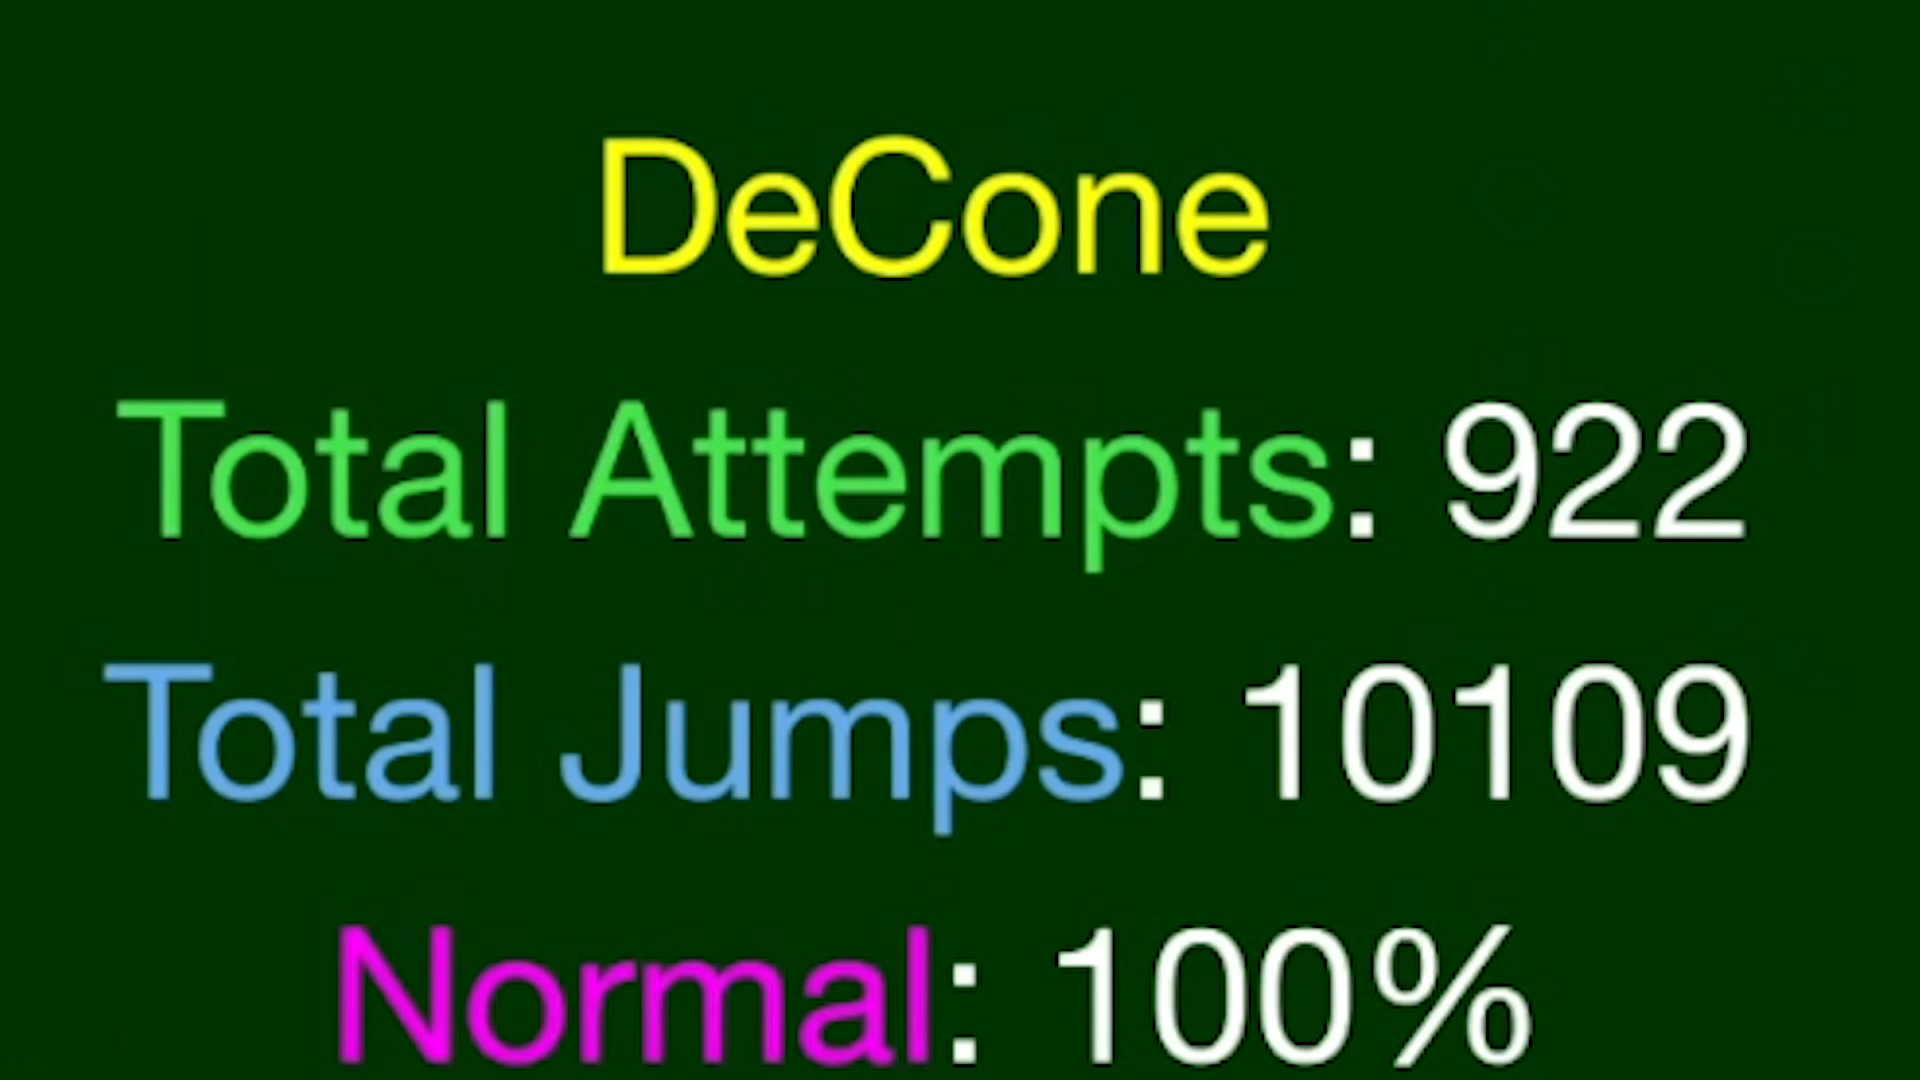 DeCone
Total Attempts: 922
Total Jumps: 10109
Normal: 100%